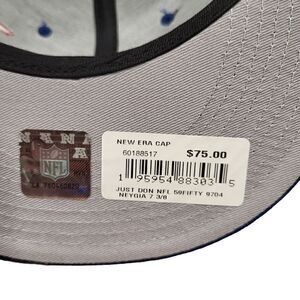 NEW ERA CAP
60188517 $75.00
1 95954 88303 5
JUST DON NFL 59FIFTY 9704
NEYGIA 7 3/8
NFL